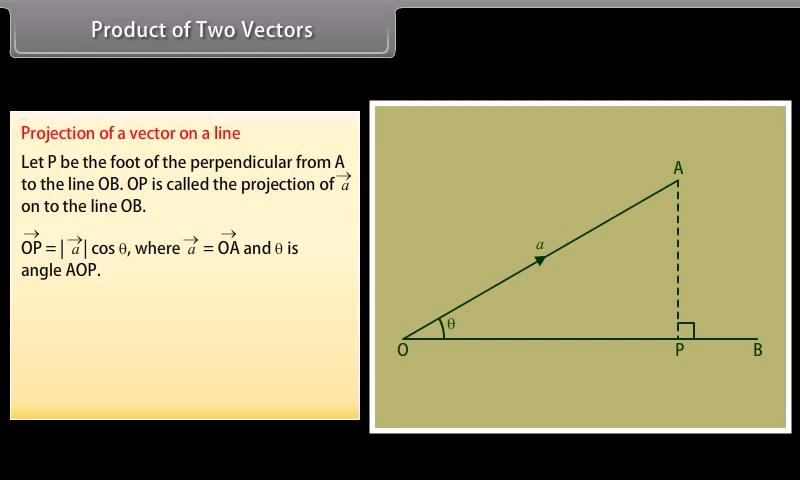 Product of Two Vectors
Projection of a vector on a line
Let P be the foot of the perpendicular from A
to the line OB. OP is called the projection of a⃗
on to the line OB.
O⃗P⃗ = | a⃗ | cos θ, where a⃗ = O⃗A⃗ and θ is
angle AOP.
A
a
θ
O
P
B